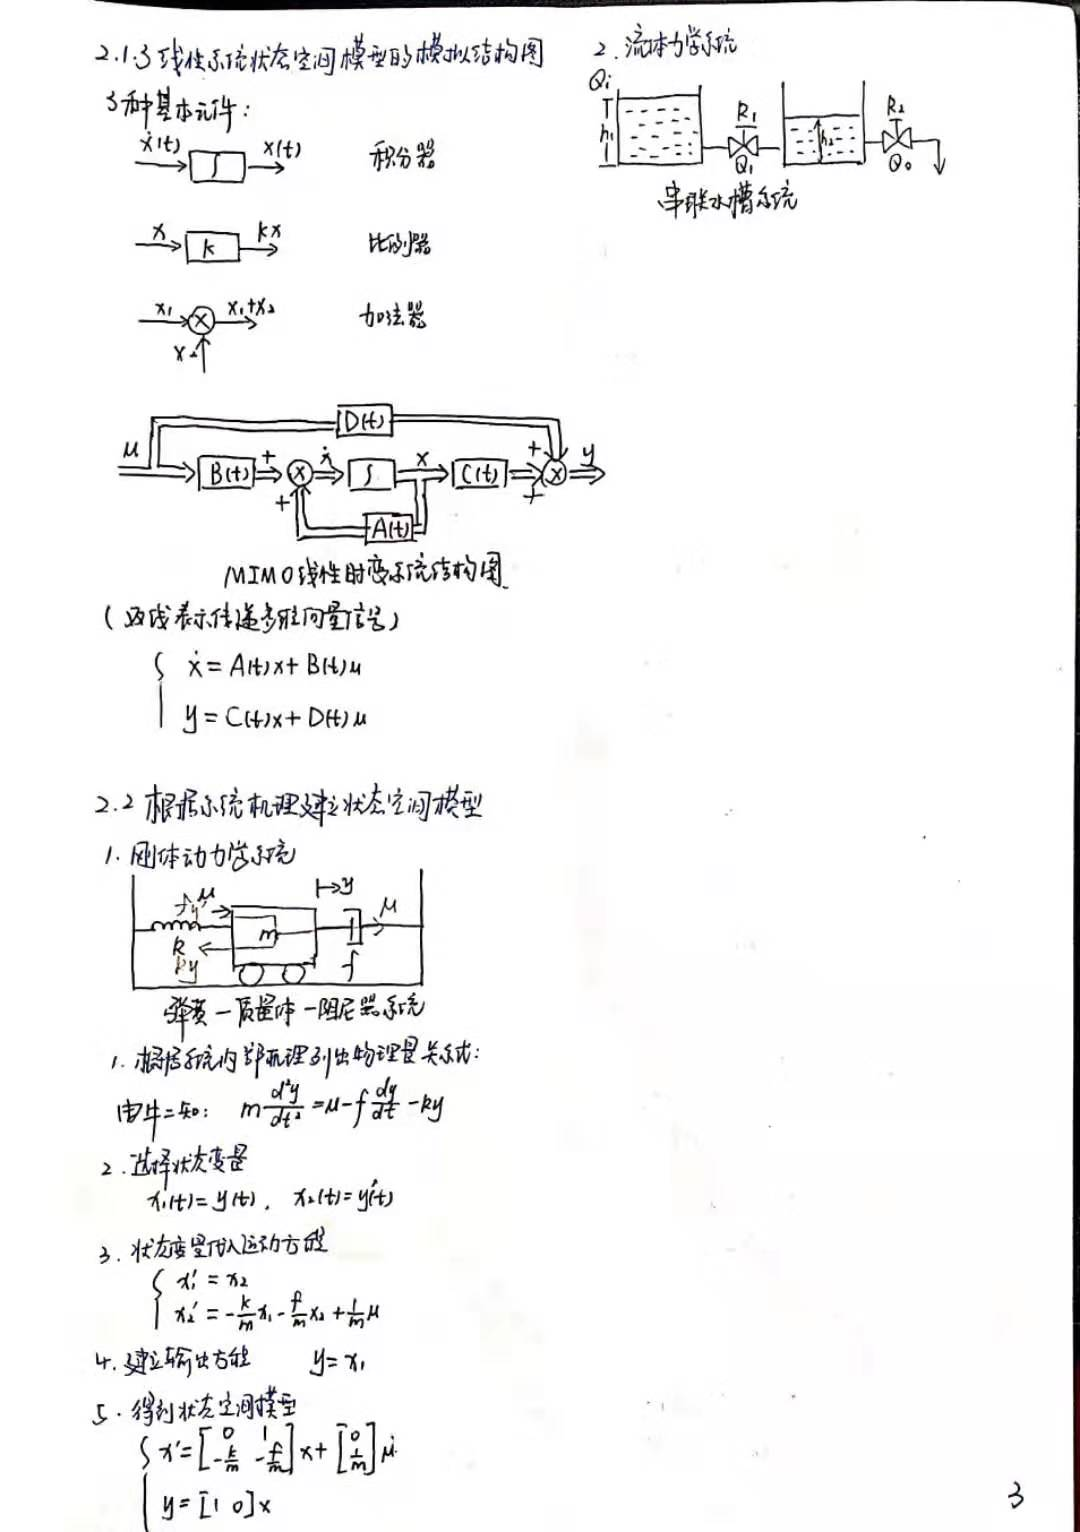 2.1.3 线性系统状态空间模型的模拟结构图
3种基本元件:
ẋ(t) ∫ x(t) 积分器
x k kx 比例器
x₁ × x₁+x₂ 加法器
x₂
D(t)
μ B(t) + × ẋ ∫ x C(t) + × y
+ A(t) +
MIMO线性时变系统结构图
(双线表示传递多维向量信号)
ẋ = A(t)x + B(t)μ
y = C(t)x + D(t)μ
2.2 根据系统机理建立状态空间模型
1. 刚体动力学系统
fy' μ y μ
k m
ky f
弹簧—质量体—阻尼器系统
1. 根据系统内部机理列出物理量关系式:
由牛二知: m d²y/dt² = μ - f dy/dt - ky
2. 选择状态变量
x₁(t) = y(t), x₂(t) = y'(t)
3. 状态变量代入运动方程
x₁' = x₂
x₂' = -k/m x₁ - f/m x₂ + 1/m μ
4. 建立输出方程 y = x₁
5. 得到状态空间模型
x' = [0 1; -k/m -f/m] x + [0; 1/m] μ
y = [1 0] x
2. 流体力学系统
Qi
h₁ R₁ h₂ R₂
Q₁ Q₀
串联水槽系统
3